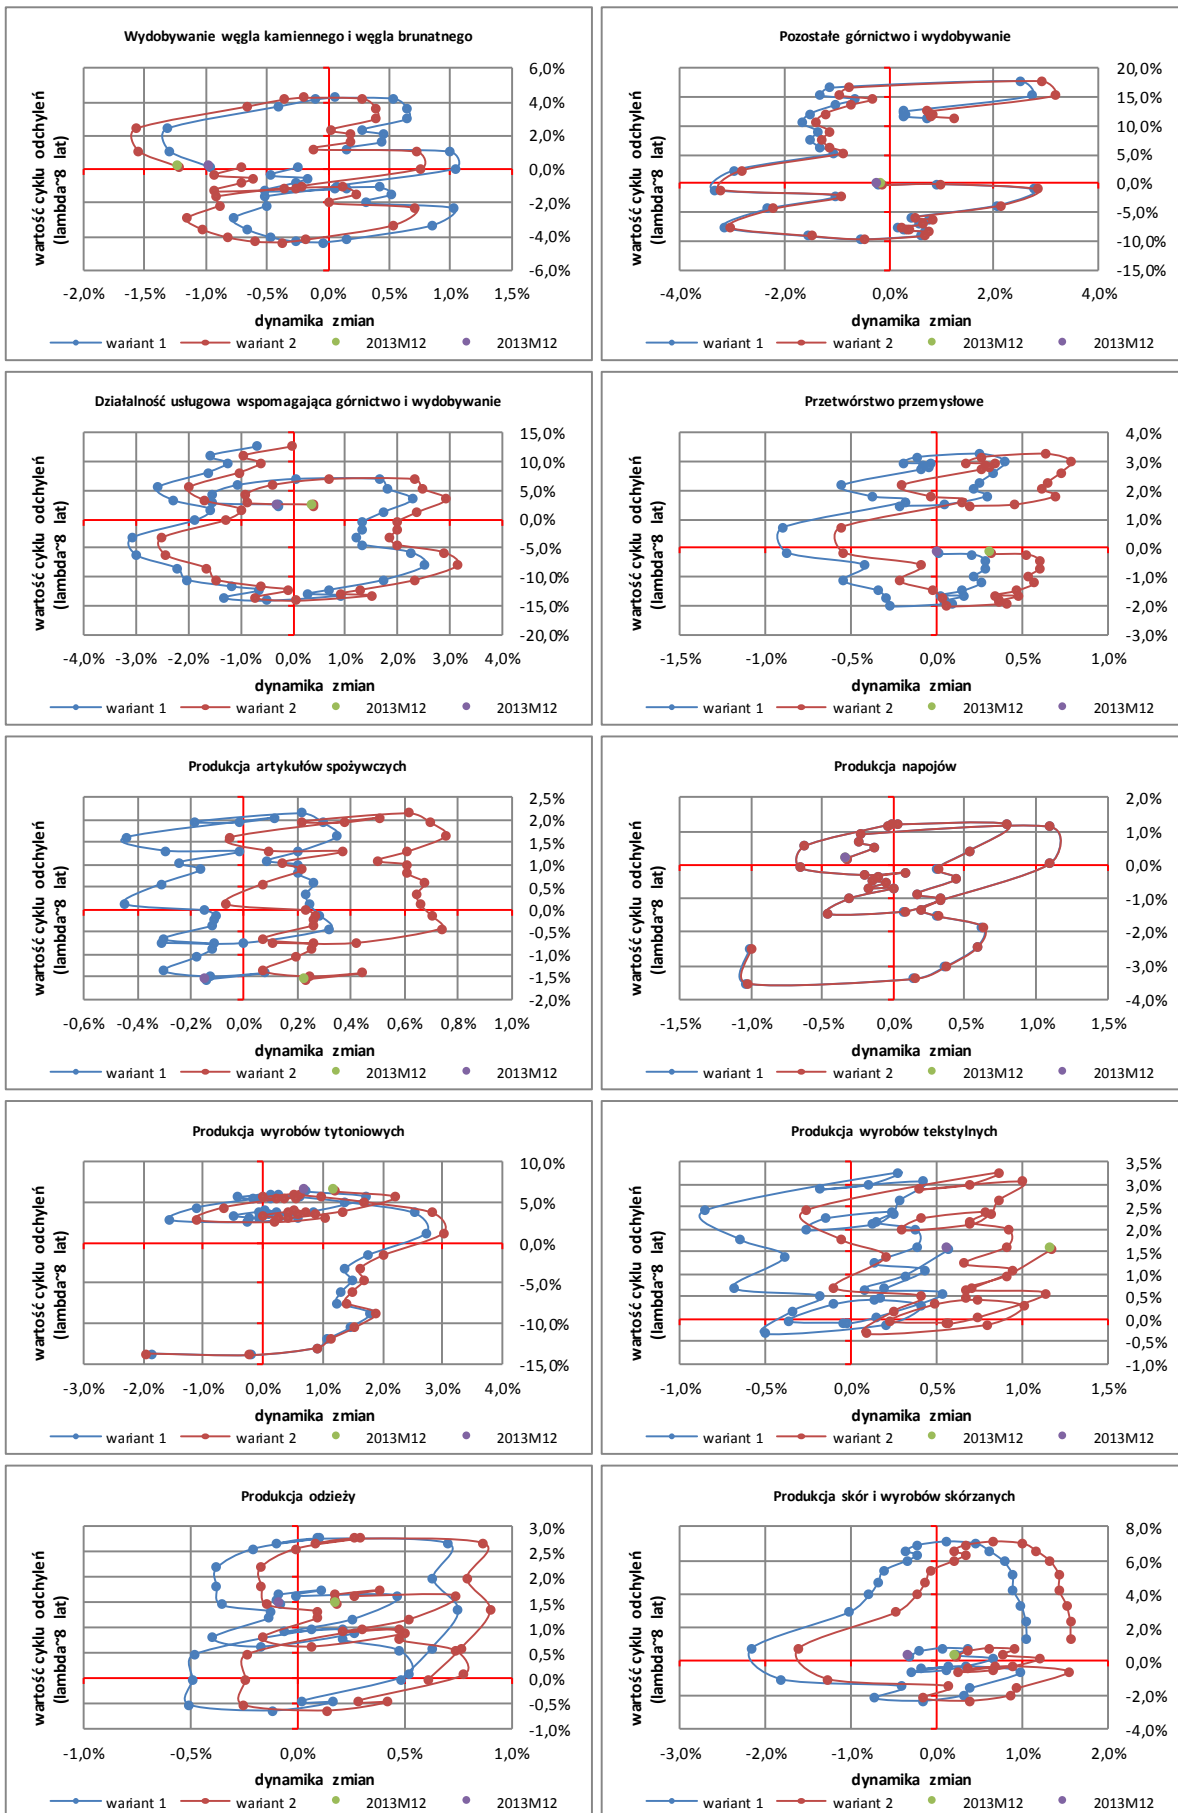 Wydobywanie węgla kamiennego i węgla brunatnego
6,0%
4,0%
2,0%
0,0%
-2,0%
-4,0%
-6,0%
wartość cyklu odchyleń
(lambda~8 lat)
-2,0% -1,5% -1,0% -0,5% 0,0% 0,5% 1,0% 1,5%
dynamika zmian
wariant 1 wariant 2 2013M12 2013M12
Pozostałe górnictwo i wydobywanie
20,0%
15,0%
10,0%
5,0%
0,0%
-5,0%
-10,0%
-15,0%
wartość cyklu odchyleń
(lambda~8 lat)
-4,0% -2,0% 0,0% 2,0% 4,0%
dynamika zmian
wariant 1 wariant 2 2013M12 2013M12
Działalność usługowa wspomagająca górnictwo i wydobywanie
15,0%
10,0%
5,0%
0,0%
-5,0%
-10,0%
-15,0%
-20,0%
wartość cyklu odchyleń
(lambda~8 lat)
-4,0% -3,0% -2,0% -1,0% 0,0% 1,0% 2,0% 3,0% 4,0%
dynamika zmian
wariant 1 wariant 2 2013M12 2013M12
Przetwórstwo przemysłowe
4,0%
3,0%
2,0%
1,0%
0,0%
-1,0%
-2,0%
-3,0%
wartość cyklu odchyleń
(lambda~8 lat)
-1,5% -1,0% -0,5% 0,0% 0,5% 1,0%
dynamika zmian
wariant 1 wariant 2 2013M12 2013M12
Produkcja artykułów spożywczych
2,5%
2,0%
1,5%
1,0%
0,5%
0,0%
-0,5%
-1,0%
-1,5%
-2,0%
wartość cyklu odchyleń
(lambda~8 lat)
-0,6% -0,4% -0,2% 0,0% 0,2% 0,4% 0,6% 0,8% 1,0%
dynamika zmian
wariant 1 wariant 2 2013M12 2013M12
Produkcja napojów
2,0%
1,0%
0,0%
-1,0%
-2,0%
-3,0%
-4,0%
wartość cyklu odchyleń
(lambda~8 lat)
-1,5% -1,0% -0,5% 0,0% 0,5% 1,0% 1,5%
dynamika zmian
wariant 1 wariant 2 2013M12 2013M12
Produkcja wyrobów tytoniowych
10,0%
5,0%
0,0%
-5,0%
-10,0%
-15,0%
wartość cyklu odchyleń
(lambda~8 lat)
-3,0% -2,0% -1,0% 0,0% 1,0% 2,0% 3,0% 4,0%
dynamika zmian
wariant 1 wariant 2 2013M12 2013M12
Produkcja wyrobów tekstylnych
3,5%
3,0%
2,5%
2,0%
1,5%
1,0%
0,5%
0,0%
-0,5%
-1,0%
wartość cyklu odchyleń
(lambda~8 lat)
-1,0% -0,5% 0,0% 0,5% 1,0% 1,5%
dynamika zmian
wariant 1 wariant 2 2013M12 2013M12
Produkcja odzieży
3,0%
2,5%
2,0%
1,5%
1,0%
0,5%
0,0%
-0,5%
-1,0%
wartość cyklu odchyleń
(lambda~8 lat)
-1,0% -0,5% 0,0% 0,5% 1,0%
dynamika zmian
wariant 1 wariant 2 2013M12 2013M12
Produkcja skór i wyrobów skórzanych
8,0%
6,0%
4,0%
2,0%
0,0%
-2,0%
-4,0%
wartość cyklu odchyleń
(lambda~8 lat)
-3,0% -2,0% -1,0% 0,0% 1,0% 2,0%
dynamika zmian
wariant 1 wariant 2 2013M12 2013M12